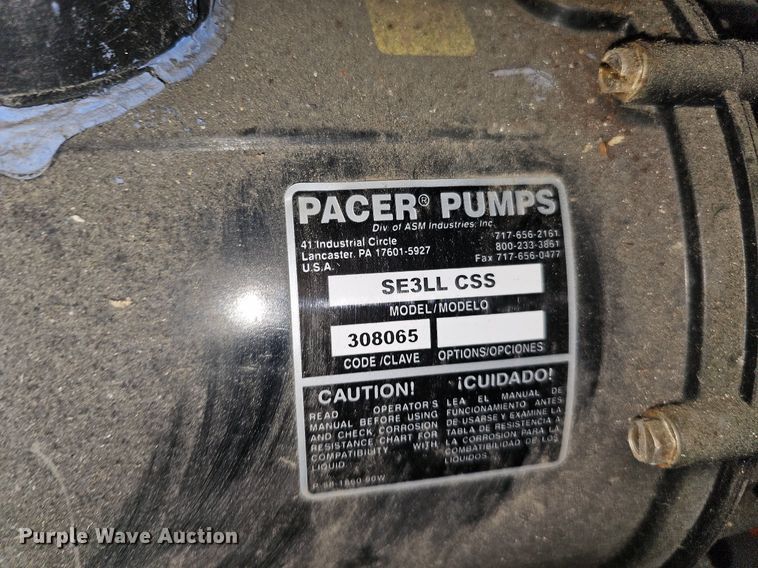 PACER® PUMPS
Div. of ASM Industries, Inc.
41 Industrial Circle
Lancaster, PA 17601-5927
U.S.A.
717-656-2161
800-233-3861
Fax 717-656-0477
SE3LL CSS
MODEL/MODELO
308065
CODE /CLAVE
OPTIONS/OPCIONES
CAUTION!
READ OPERATOR'S
MANUAL BEFORE USING
AND CHECK, CORROSION
RESISTANCE CHART FOR
COMPATIBILITY WITH
LIQUID.
¡CUIDADO!
LEA EL MANUAL DE
FUNCIONAMIENTO ANTES
DE USARSE Y EXAMINE LA
TABLA DE RESISTENCIA A
LA CORROSIÓN PARA LA
COMPATIBILIDAD DE LOS
LÍQUIDOS.
Purple Wave Auction